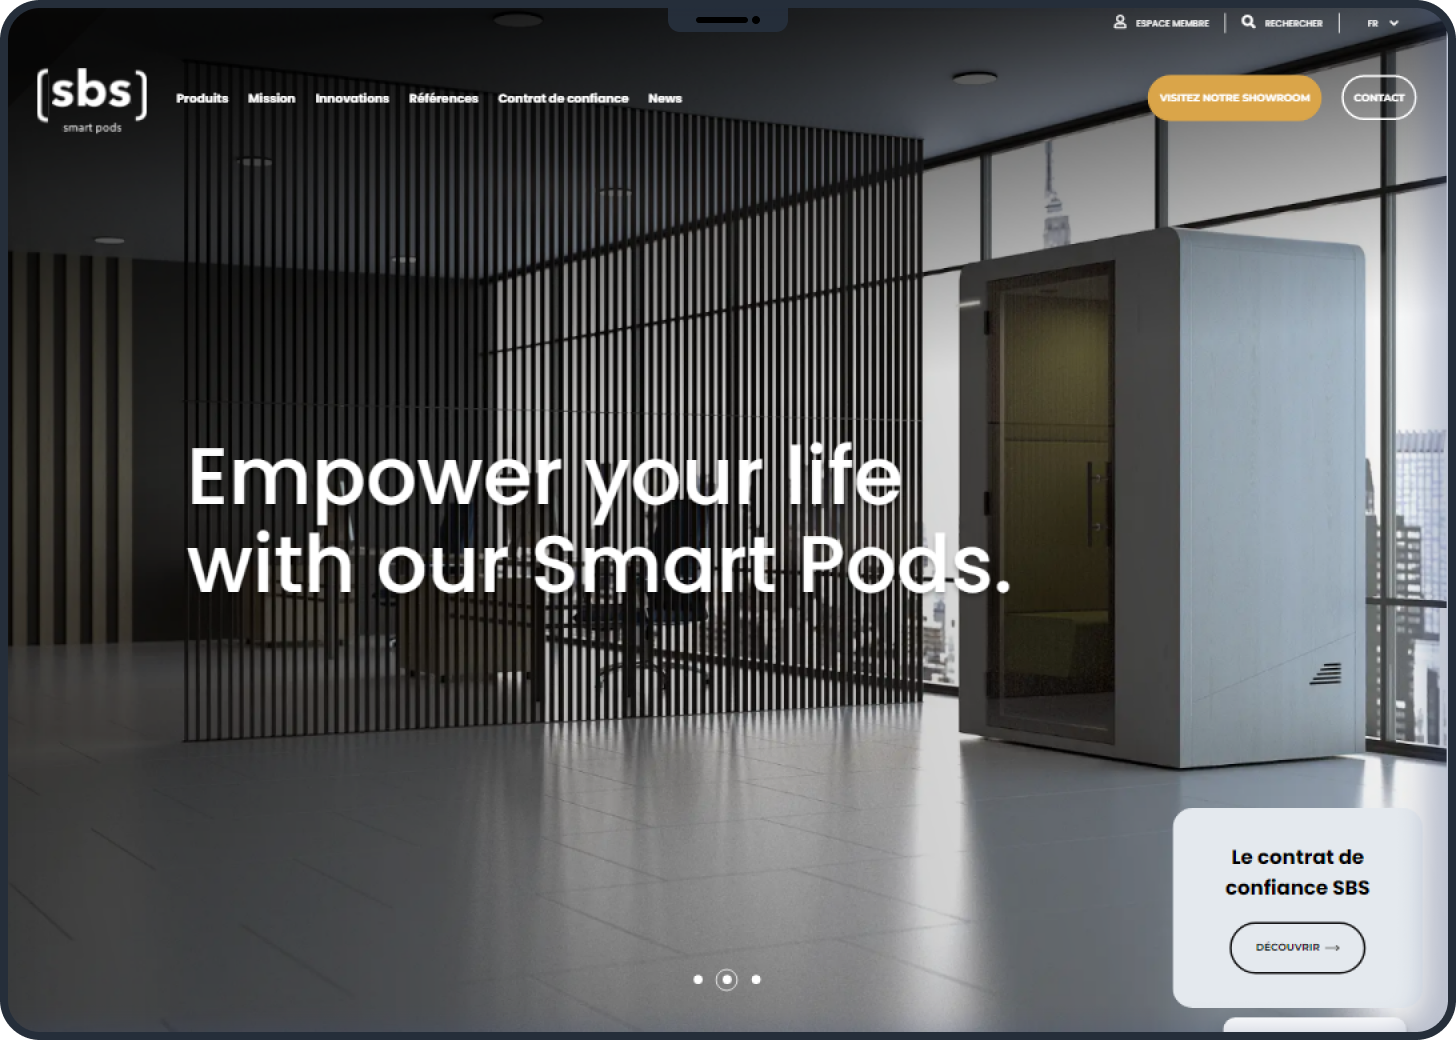 ESPACE MEMBRE
RECHERCHER
FR
[sbs]
smart pods
Produits
Mission
Innovations
Références
Contrat de confiance
News
VISITEZ NOTRE SHOWROOM
CONTACT
Empower your life
with our Smart Pods.
Le contrat de
confiance SBS
DÉCOUVRIR